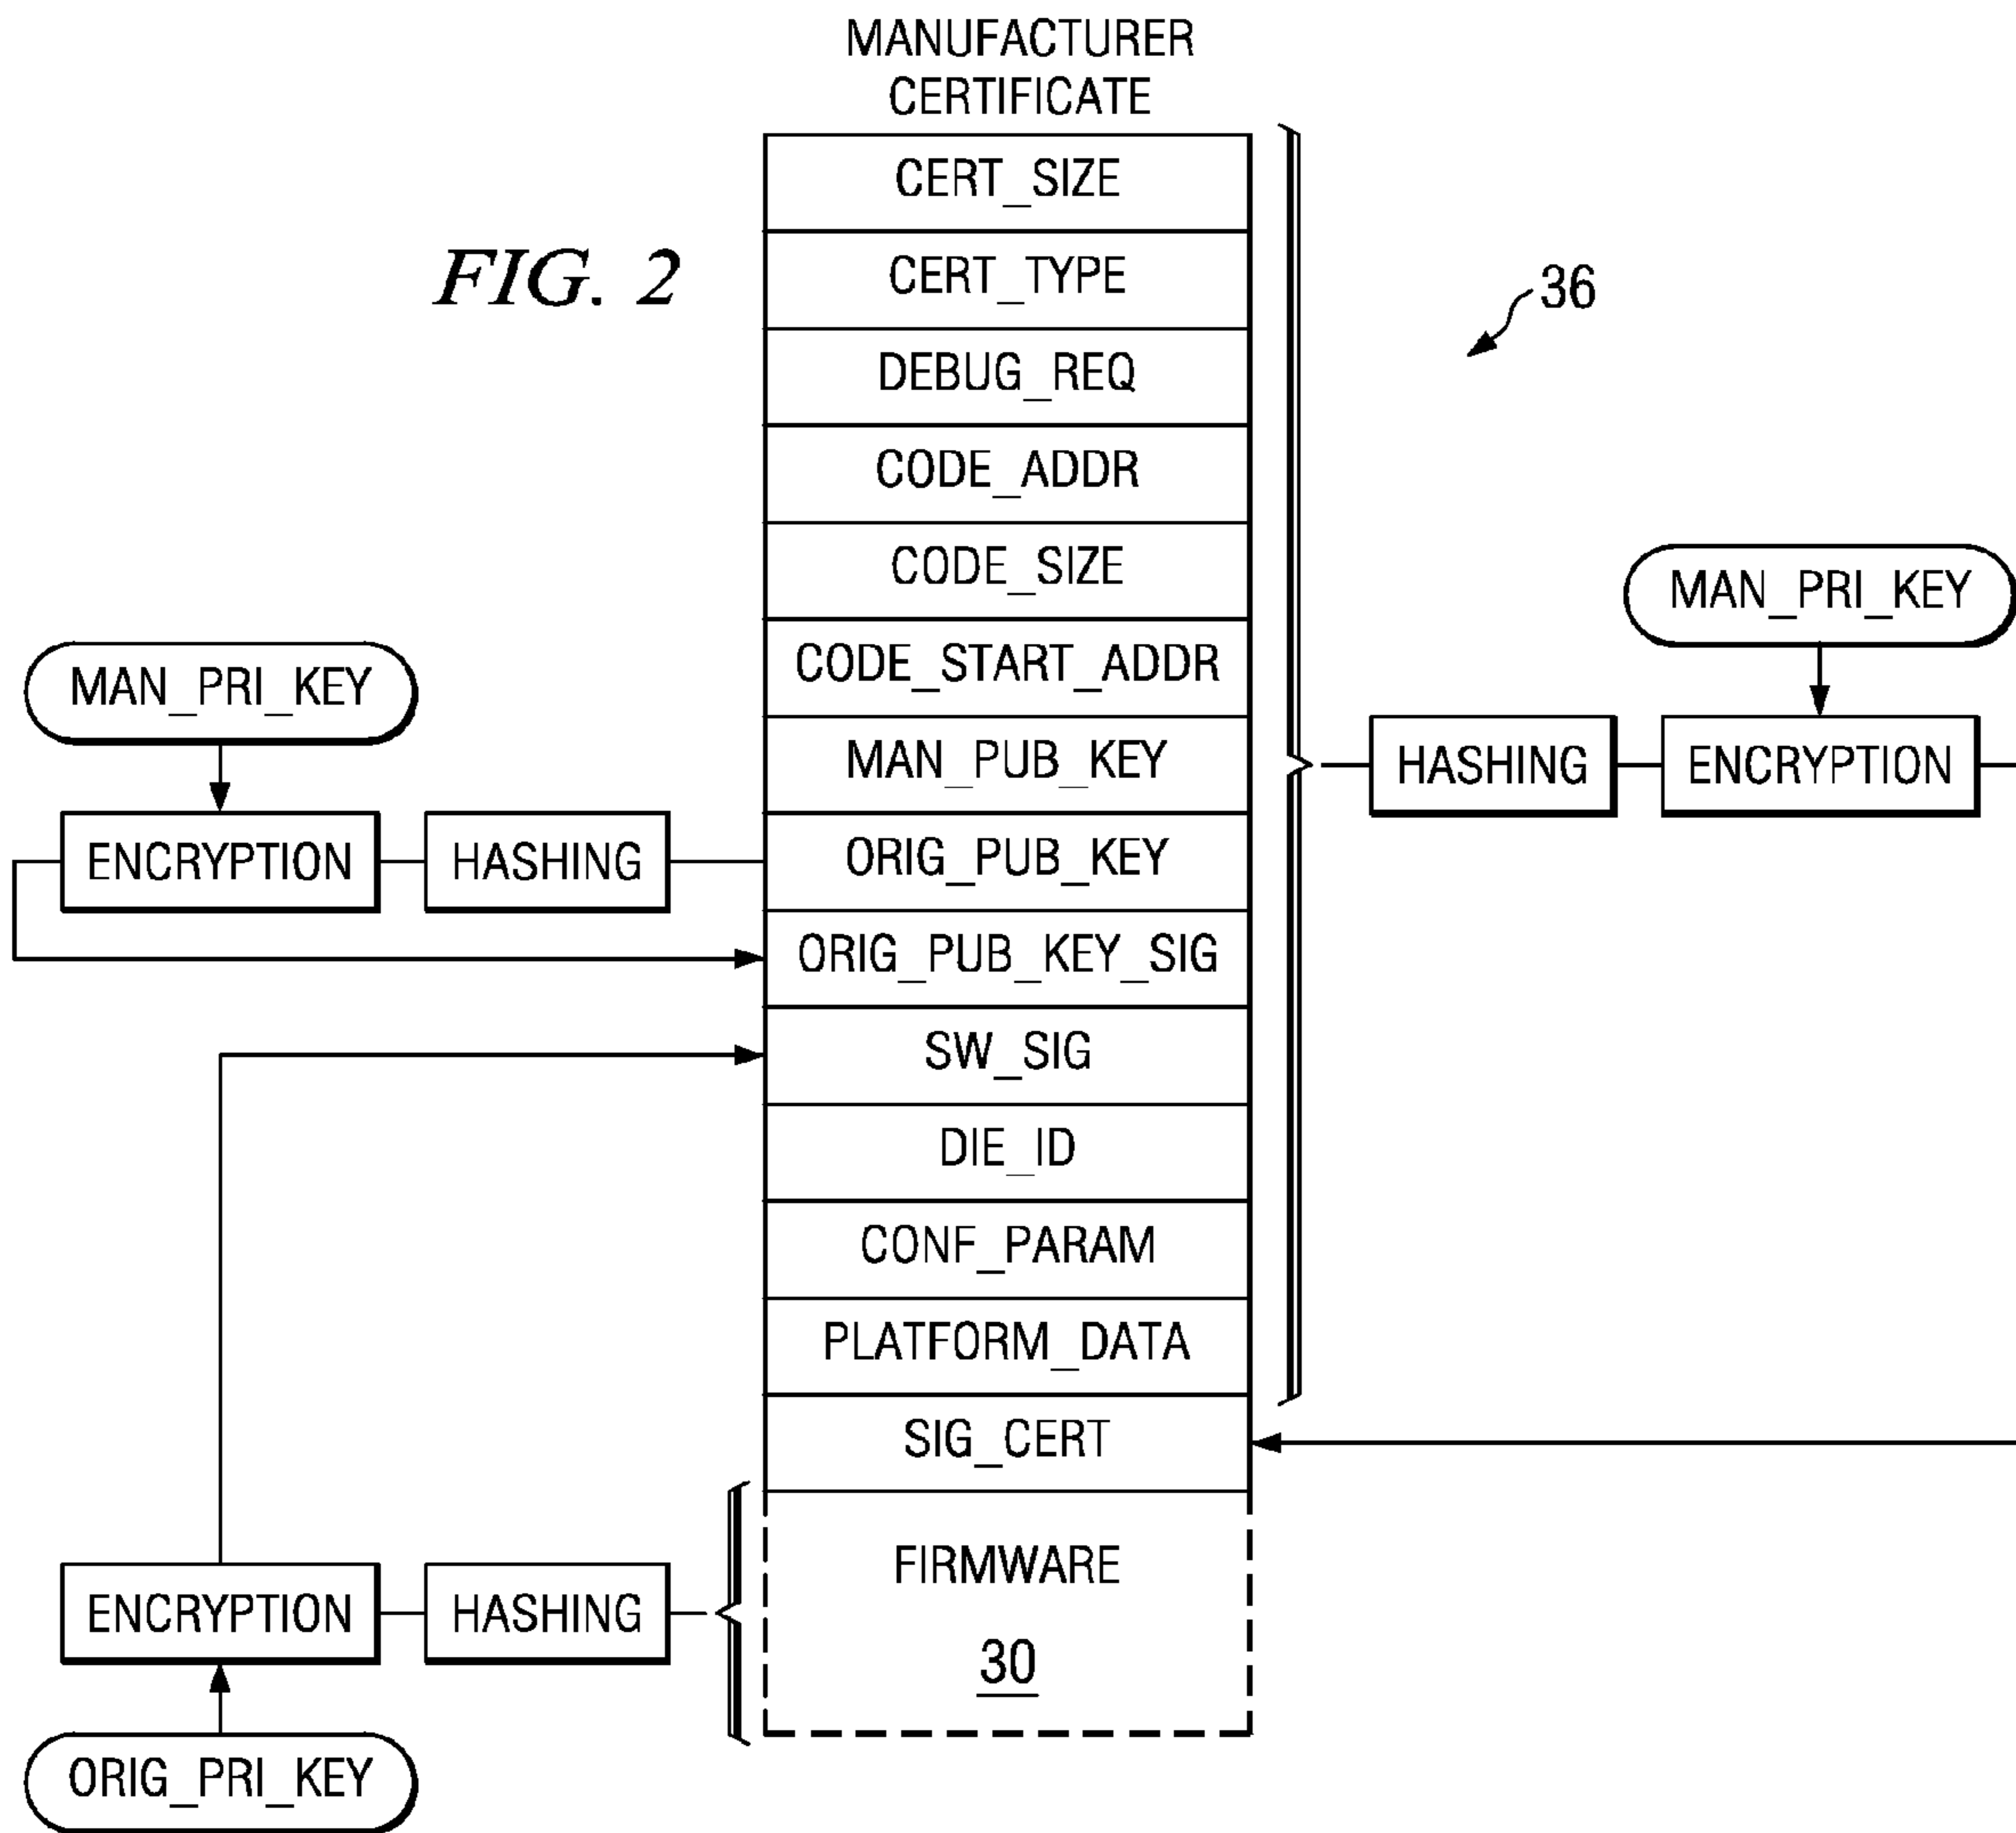 MANUFACTURER
CERTIFICATE
FIG. 2
36
CERT_SIZE
CERT_TYPE
DEBUG_REQ
CODE_ADDR
CODE_SIZE
CODE_START_ADDR
MAN_PUB_KEY
ORIG_PUB_KEY
ORIG_PUB_KEY_SIG
SW_SIG
DIE_ID
CONF_PARAM
PLATFORM_DATA
SIG_CERT
FIRMWARE
30
MAN_PRI_KEY
ENCRYPTION
HASHING
MAN_PRI_KEY
HASHING
ENCRYPTION
ENCRYPTION
HASHING
ORIG_PRI_KEY